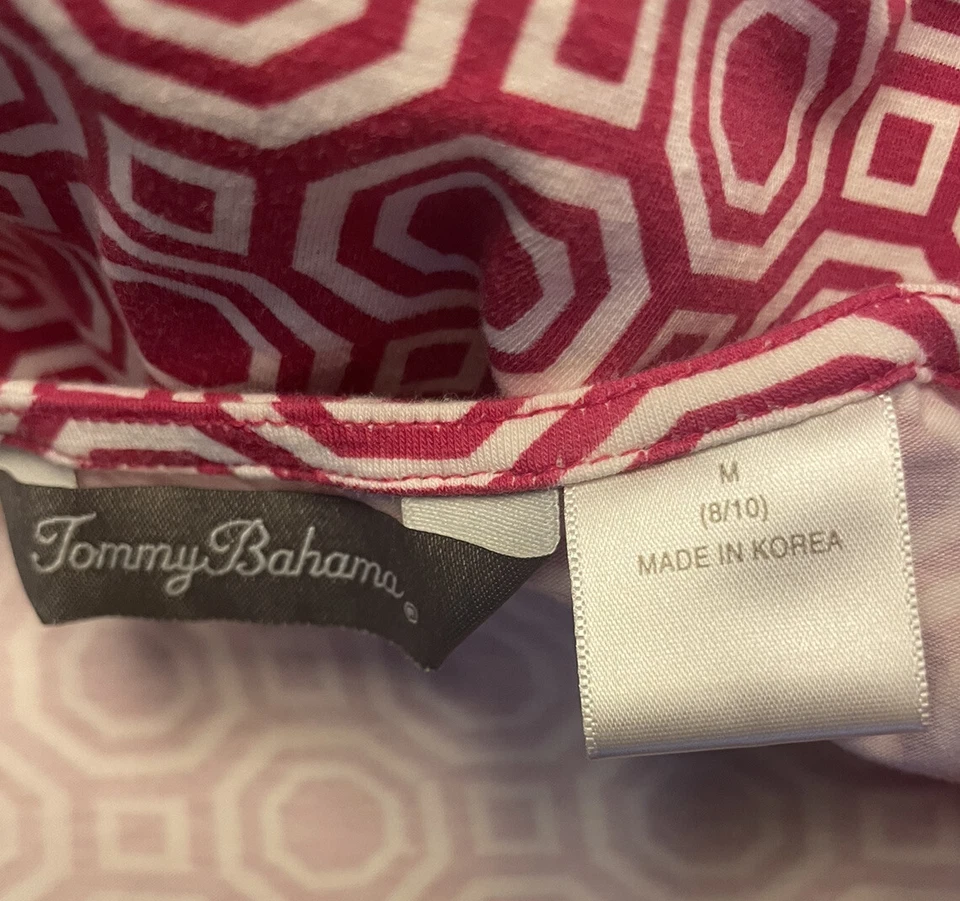 Tommy Bahama®
M
(8/10)
MADE IN KOREA